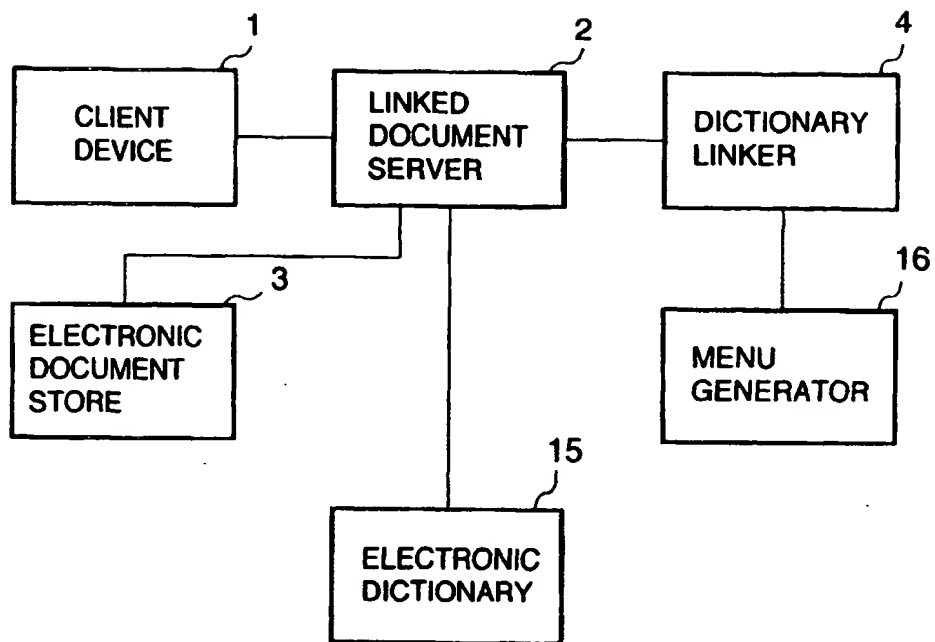 1
2
4
CLIENT
DEVICE
LINKED
DOCUMENT
SERVER
DICTIONARY
LINKER
3
16
ELECTRONIC
DOCUMENT
STORE
MENU
GENERATOR
15
ELECTRONIC
DICTIONARY